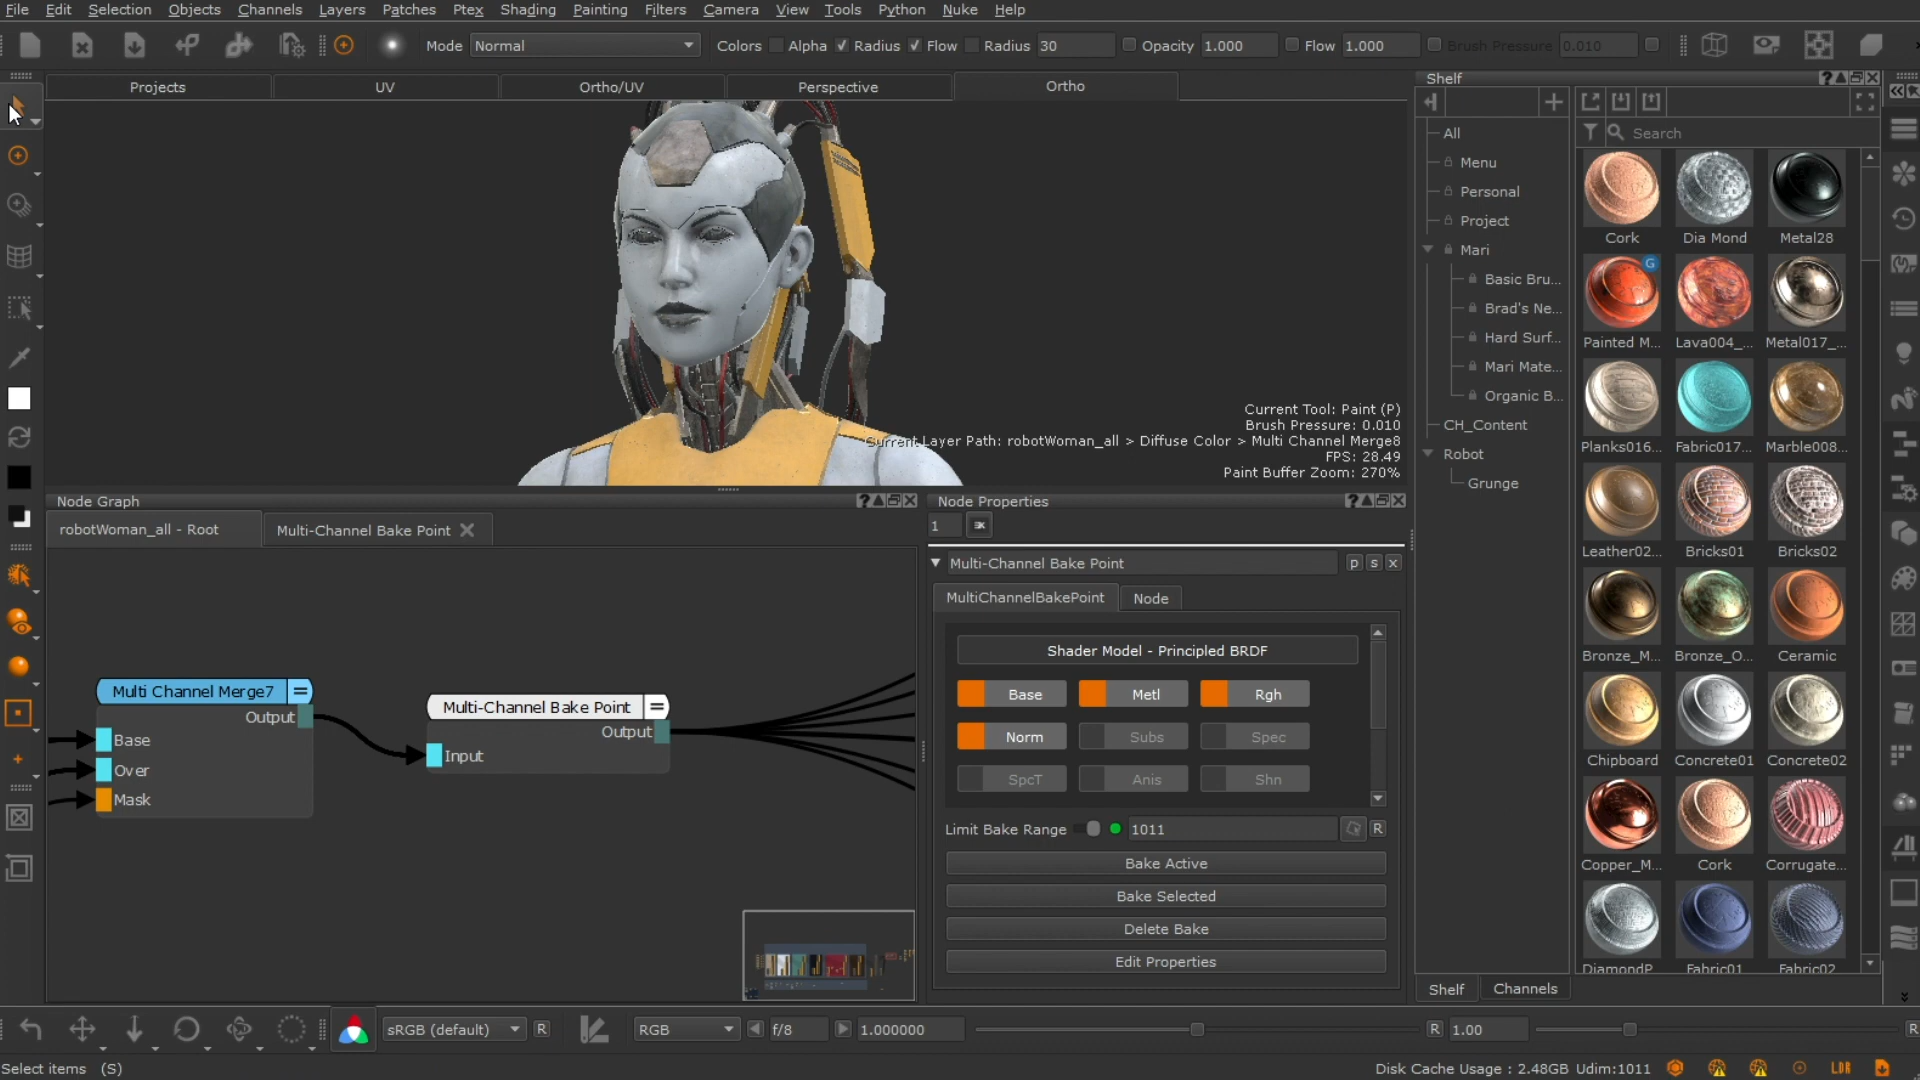 File Edit Selection Objects Channels Layers Patches Ptex Shading Painting Filters Camera View Tools Python Nuke Help
Mode Normal Colors Alpha Radius Flow Radius 30 Opacity 1.000 Flow 1.000 Brush Pressure 0.010
Projects UV Ortho/UV Perspective Ortho
Current Tool: Paint (P)
Brush Pressure: 0.010
Current Layer Path: robotWoman_all > Diffuse Color > Multi Channel Merge8
FPS: 28.49
Paint Buffer Zoom: 270%
Shelf
Search
All
Menu
Personal
Project
Mari
Basic Bru...
Brad's Ne...
Hard Surf...
Mari Mate...
Organic B...
CH_Content
Robot
Grunge
Cork Dia Mond Metal28
G
Painted M... Lava004_... Metal017_...
Planks016... Fabric017... Marble008...
Leather02... Bricks01 Bricks02
Bronze_M... Bronze_O... Ceramic
Chipboard Concrete01 Concrete02
Copper_M... Cork Corrugate...
DiamondP Fabric01 Fabric02
Shelf Channels
Node Graph
robotWoman_all - Root Multi-Channel Bake Point
Multi Channel Merge7
Output
Base
Over
Mask
Multi-Channel Bake Point
Output
Input
Node Properties
1
Multi-Channel Bake Point p s x
MultiChannelBakePoint Node
Shader Model - Principled BRDF
Base Metl Rgh
Norm Subs Spec
SpcT Anis Shn
Limit Bake Range 1011 R
Bake Active
Bake Selected
Delete Bake
Edit Properties
sRGB (default) R RGB f/8 1.000000 R 1.00 R
Select items (S)
Disk Cache Usage : 2.48GB Udim:1011 LDR